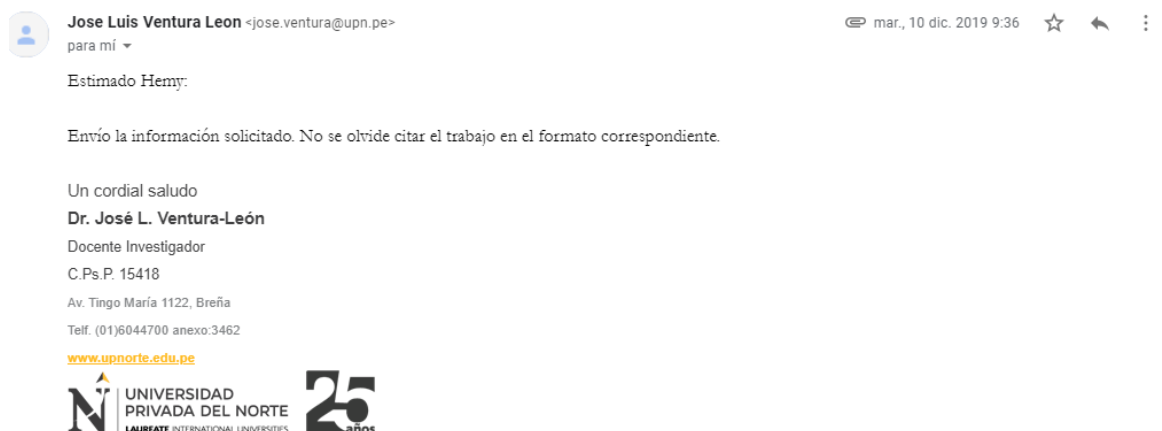 Jose Luis Ventura Leon <jose.ventura@upn.pe> mar., 10 dic. 2019 9:36
para mí
Estimado Hemy:
Envío la información solicitado. No se olvide citar el trabajo en el formato correspondiente.
Un cordial saludo
Dr. José L. Ventura-León
Docente Investigador
C.Ps.P. 15418
Av. Tingo María 1122, Breña
Telf. (01)6044700 anexo:3462
www.upnorte.edu.pe
N UNIVERSIDAD
PRIVADA DEL NORTE
LAUREATE INTERNATIONAL UNIVERSITIES
25
años